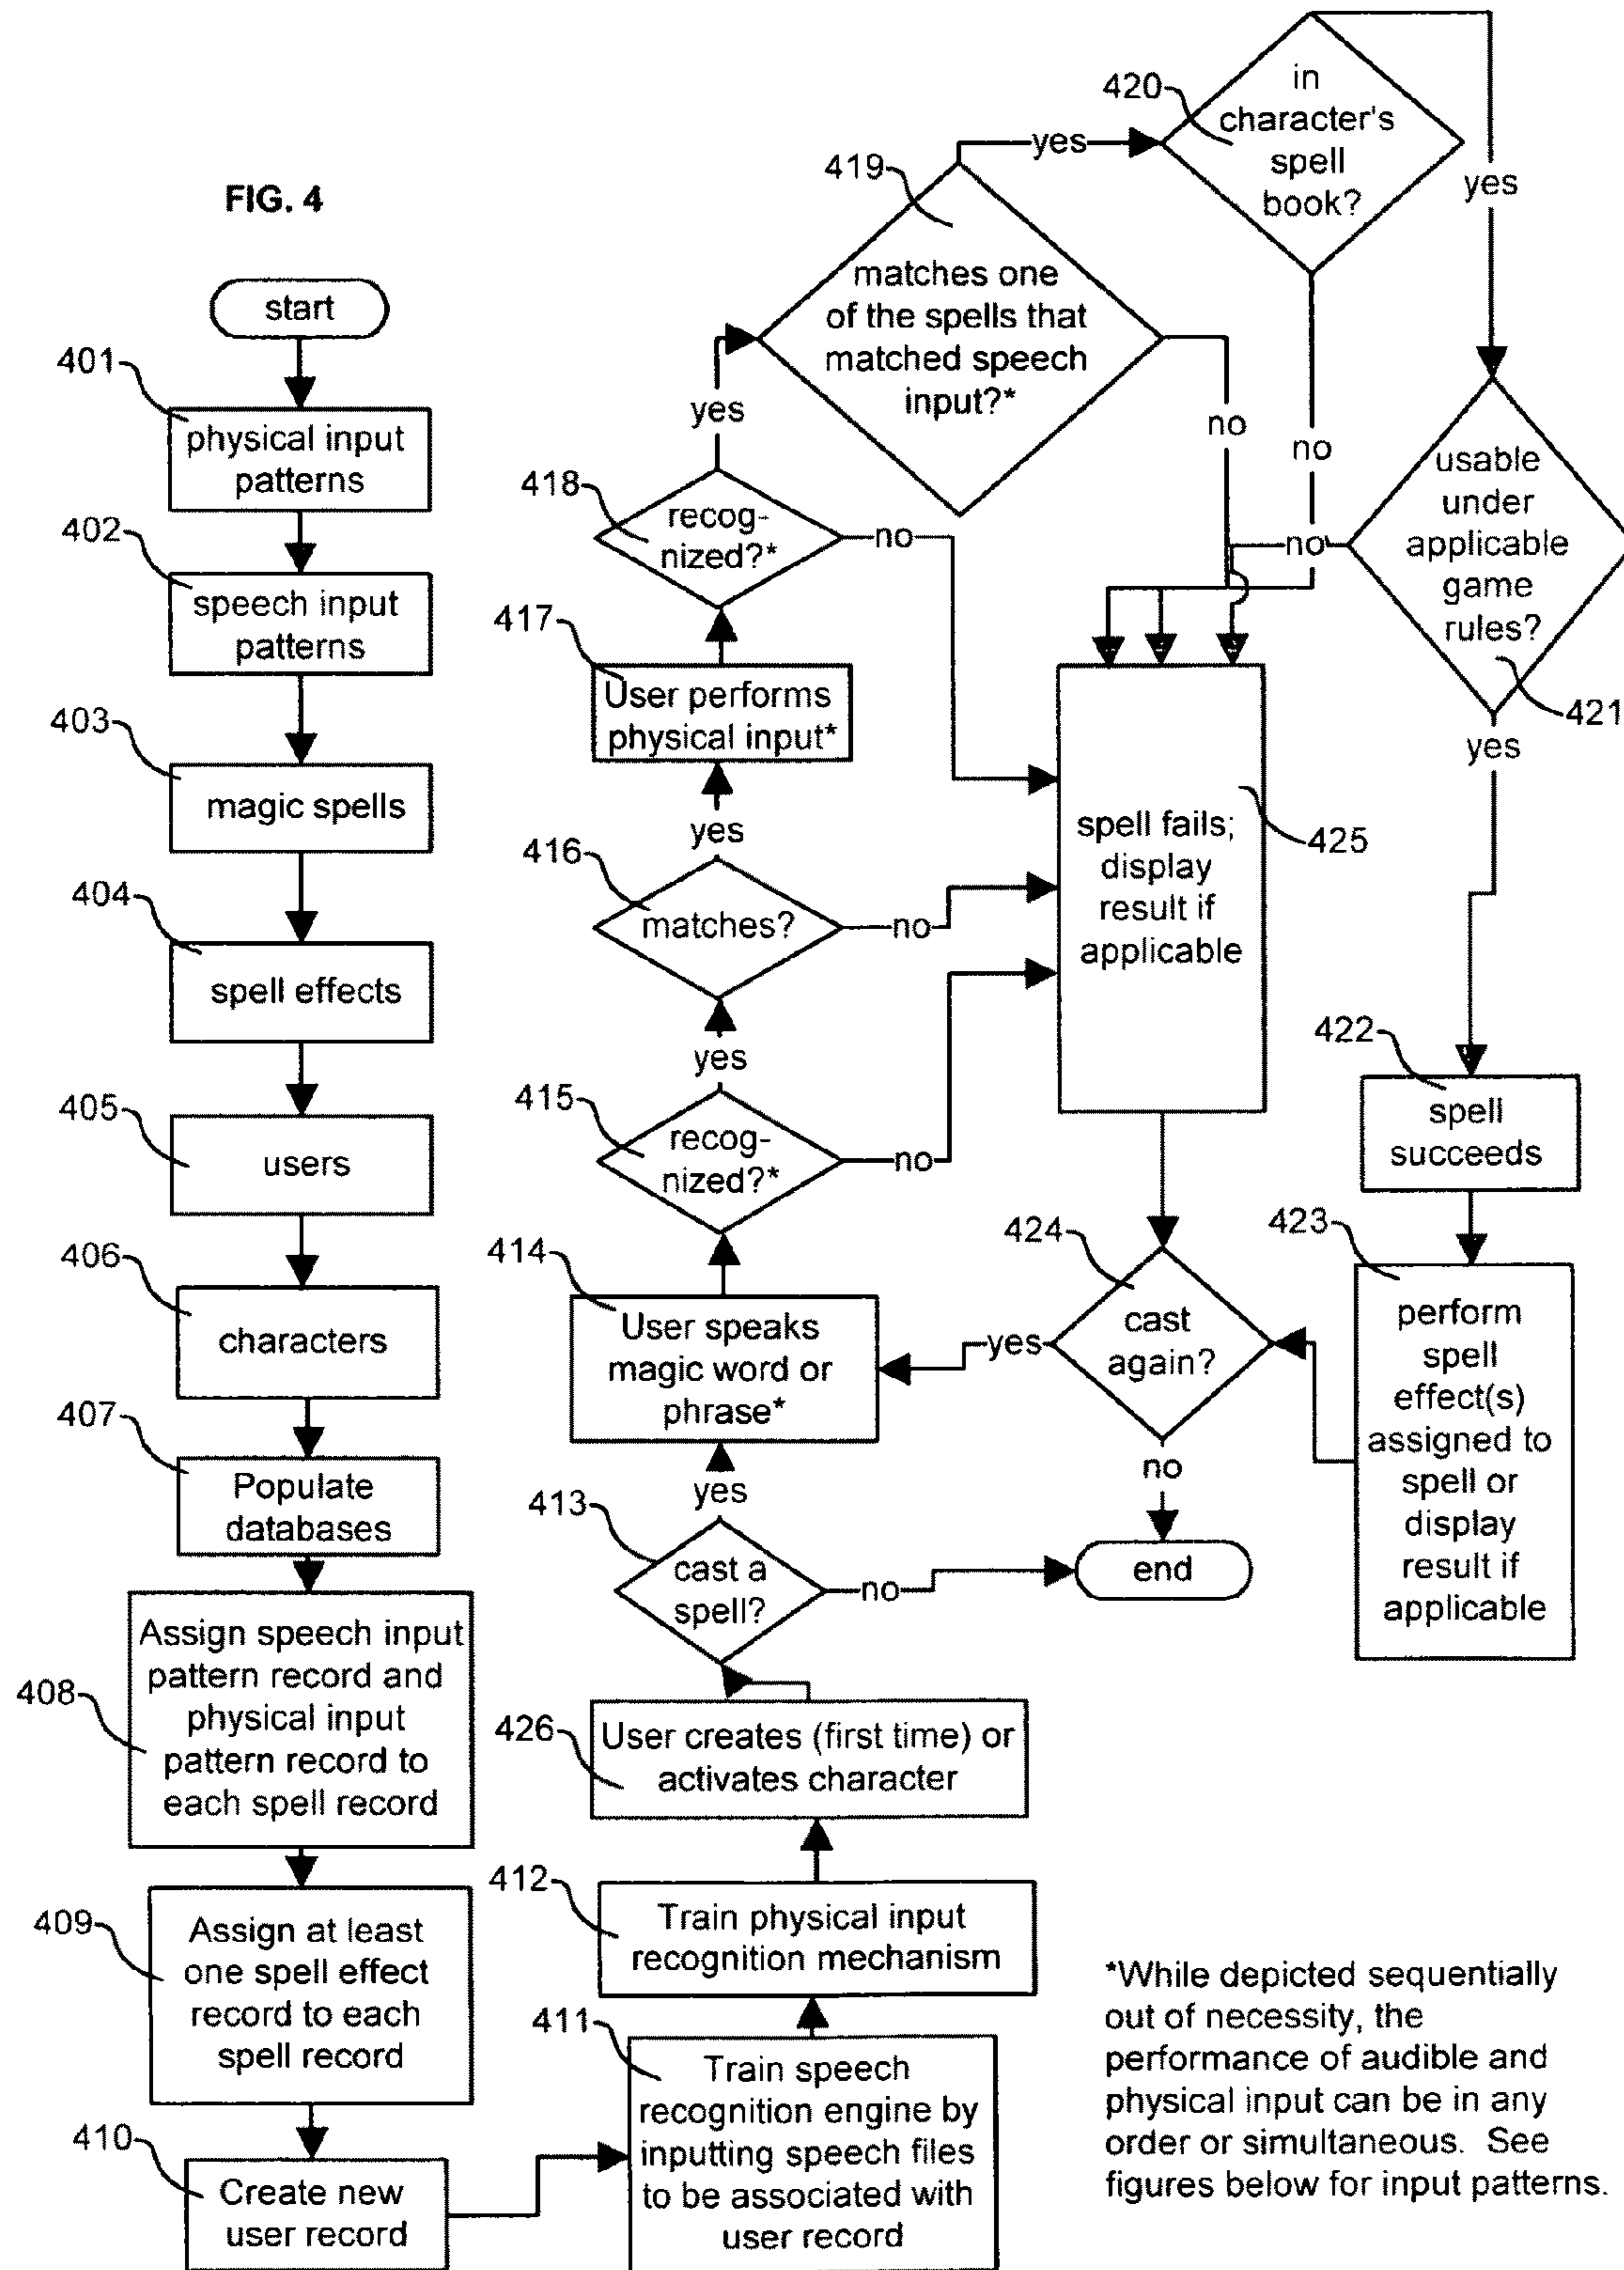 FIG. 4
start
401
physical input
patterns
402
speech input
patterns
403
magic spells
404
spell effects
405
users
406
characters
407
Populate
databases
408
Assign speech input
pattern record and
physical input
pattern record to
each spell record
409
Assign at least
one spell effect
record to each
spell record
410
Create new
user record
411
Train speech
recognition engine by
inputting speech files
to be associated with
user record
412
Train physical input
recognition mechanism
426
User creates (first time) or
activates character
413
cast a
spell?
no
yes
414
User speaks
magic word or
phrase*
415
recog-
nized?*
no
yes
416
matches?
no
yes
417
User performs
physical input*
418
recog-
nized?*
no
yes
419
matches one
of the spells that
matched speech
input?*
no
yes
420
in
character's
spell
book?
no
yes
421
usable
under
applicable
game
rules?
no
yes
422
spell
succeeds
423
perform
spell
effect(s)
assigned to
spell or
display
result if
applicable
425
spell fails;
display
result if
applicable
424
cast
again?
yes
no
end
*While depicted sequentially
out of necessity, the
performance of audible and
physical input can be in any
order or simultaneous. See
figures below for input patterns.